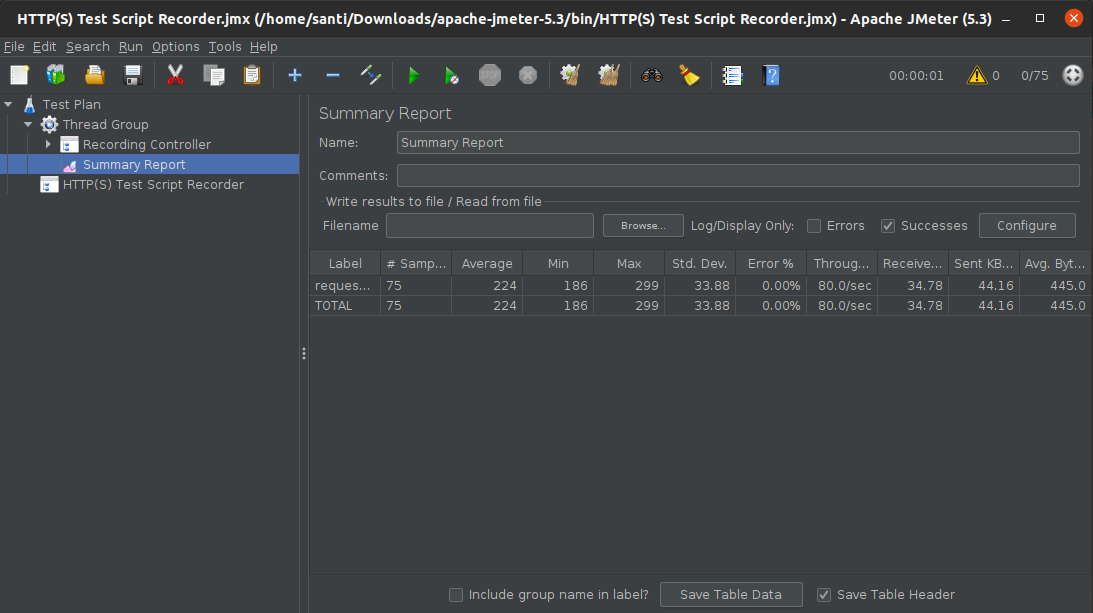 HTTP(S) Test Script Recorder.jmx (/home/santi/Downloads/apache-jmeter-5.3/bin/HTTP(S) Test Script Recorder.jmx) - Apache JMeter (5.3)
File Edit Search Run Options Tools Help
STOP 00:00:01 0 0/75
Test Plan
Thread Group
Recording Controller
Summary Report
HTTP(S) Test Script Recorder
Summary Report
Name: Summary Report
Comments:
Write results to file / Read from file
Filename Browse... Log/Display Only: Errors Successes Configure
Label # Samp... Average Min Max Std. Dev. Error % Throug... Receive... Sent KB... Avg. Byt...
reques... 75 224 186 299 33.88 0.00% 80.0/sec 34.78 44.16 445.0
TOTAL 75 224 186 299 33.88 0.00% 80.0/sec 34.78 44.16 445.0
Include group name in label? Save Table Data Save Table Header